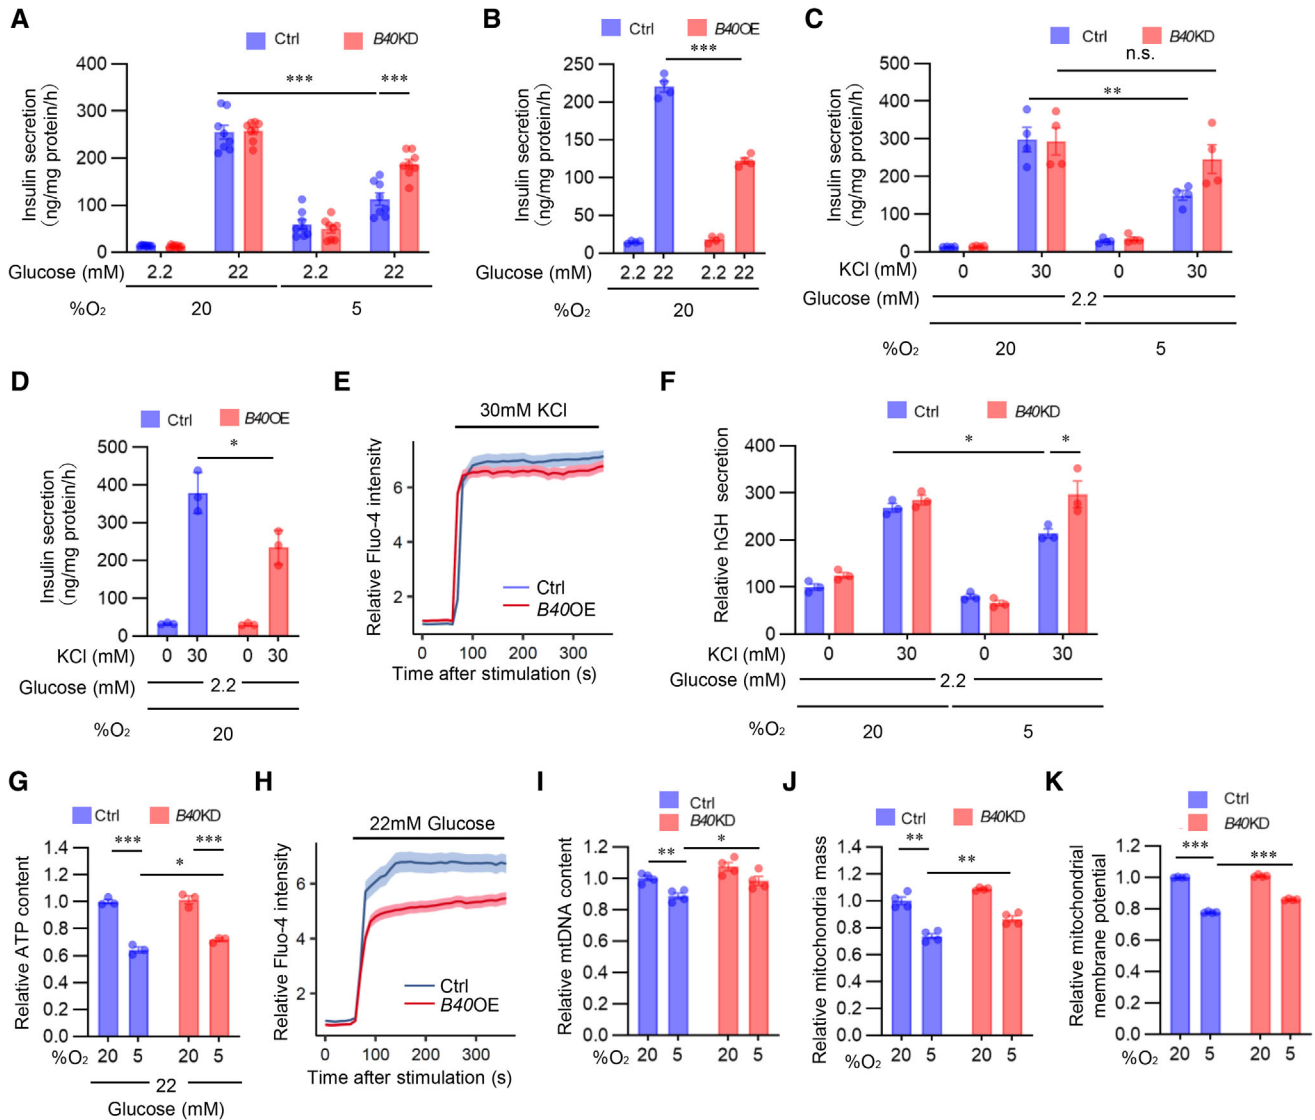 A
Ctrl
B40KD
Insulin secretion
(ng/mg protein/h)
400
300
200
100
0
***
***
Glucose (mM)
2.2
22
2.2
22
%O₂
20
5
B
Ctrl
B40OE
Insulin secretion
(ng/mg protein/h)
250
200
150
100
50
0
***
Glucose (mM)
2.2
22
2.2
22
%O₂
20
C
Ctrl
B40KD
Insulin secretion
(ng/mg protein/h)
500
400
300
200
100
0
n.s.
**
KCl (mM)
0
30
0
30
Glucose (mM)
2.2
%O₂
20
5
D
Ctrl
B40OE
Insulin secretion
(ng/mg protein/h)
500
400
300
200
100
0
*
KCl (mM)
0
30
0
30
Glucose (mM)
2.2
%O₂
20
E
30mM KCl
Relative Fluo-4 intensity
6
4
2
Ctrl
B40OE
0
100
200
300
Time after stimulation (s)
F
Ctrl
B40KD
Relative hGH secretion
400
300
200
100
0
*
*
KCl (mM)
0
30
0
30
Glucose (mM)
2.2
%O₂
20
5
G
Ctrl
B40KD
Relative ATP content
1.4
1.2
1.0
0.8
0.6
0.4
0.2
0.0
***
***
*
%O₂
20
5
20
5
22
Glucose (mM)
H
22mM Glucose
Relative Fluo-4 intensity
6
4
2
Ctrl
B40OE
0
100
200
300
Time after stimulation (s)
I
Ctrl
B40KD
Relative mtDNA content
1.2
1.0
0.8
0.6
0.4
0.2
0.0
**
*
%O₂
20
5
20
5
J
Ctrl
B40KD
Relative mitochondria mass
1.4
1.2
1.0
0.8
0.6
0.4
0.2
0.0
**
**
%O₂
20
5
20
5
K
Ctrl
B40KD
Relative mitochondrial
membrane potential
1.2
1.0
0.8
0.6
0.4
0.2
0.0
***
***
%O₂
20
5
20
5